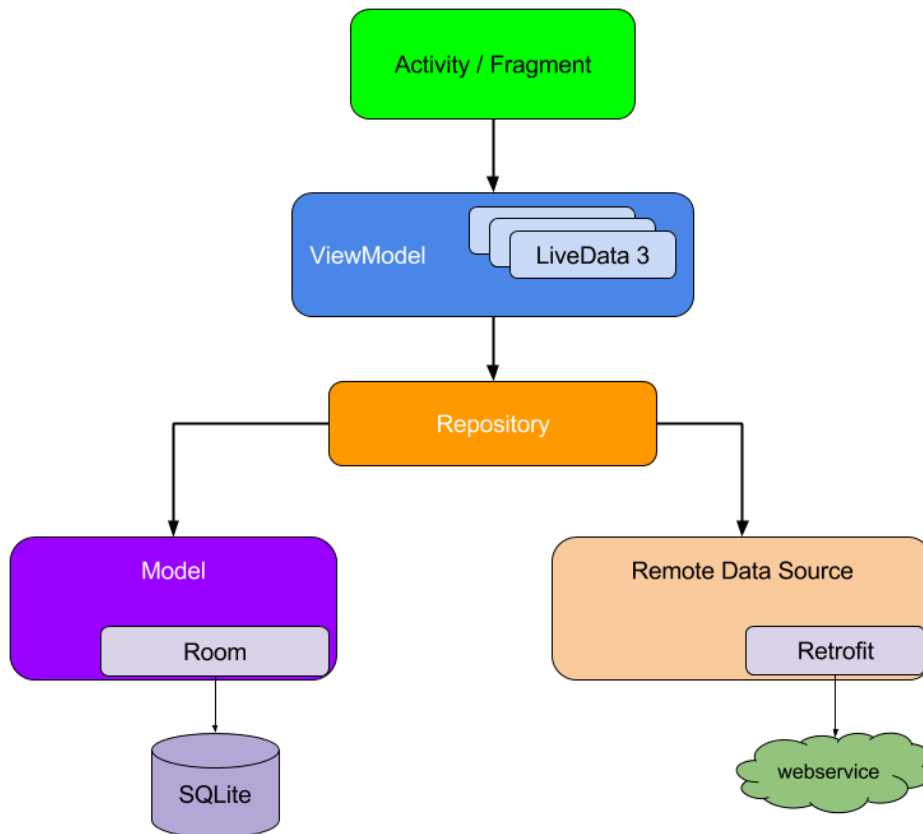 Activity / Fragment
ViewModel
LiveData 3
Repository
Model
Remote Data Source
Room
Retrofit
SQLite
webservice